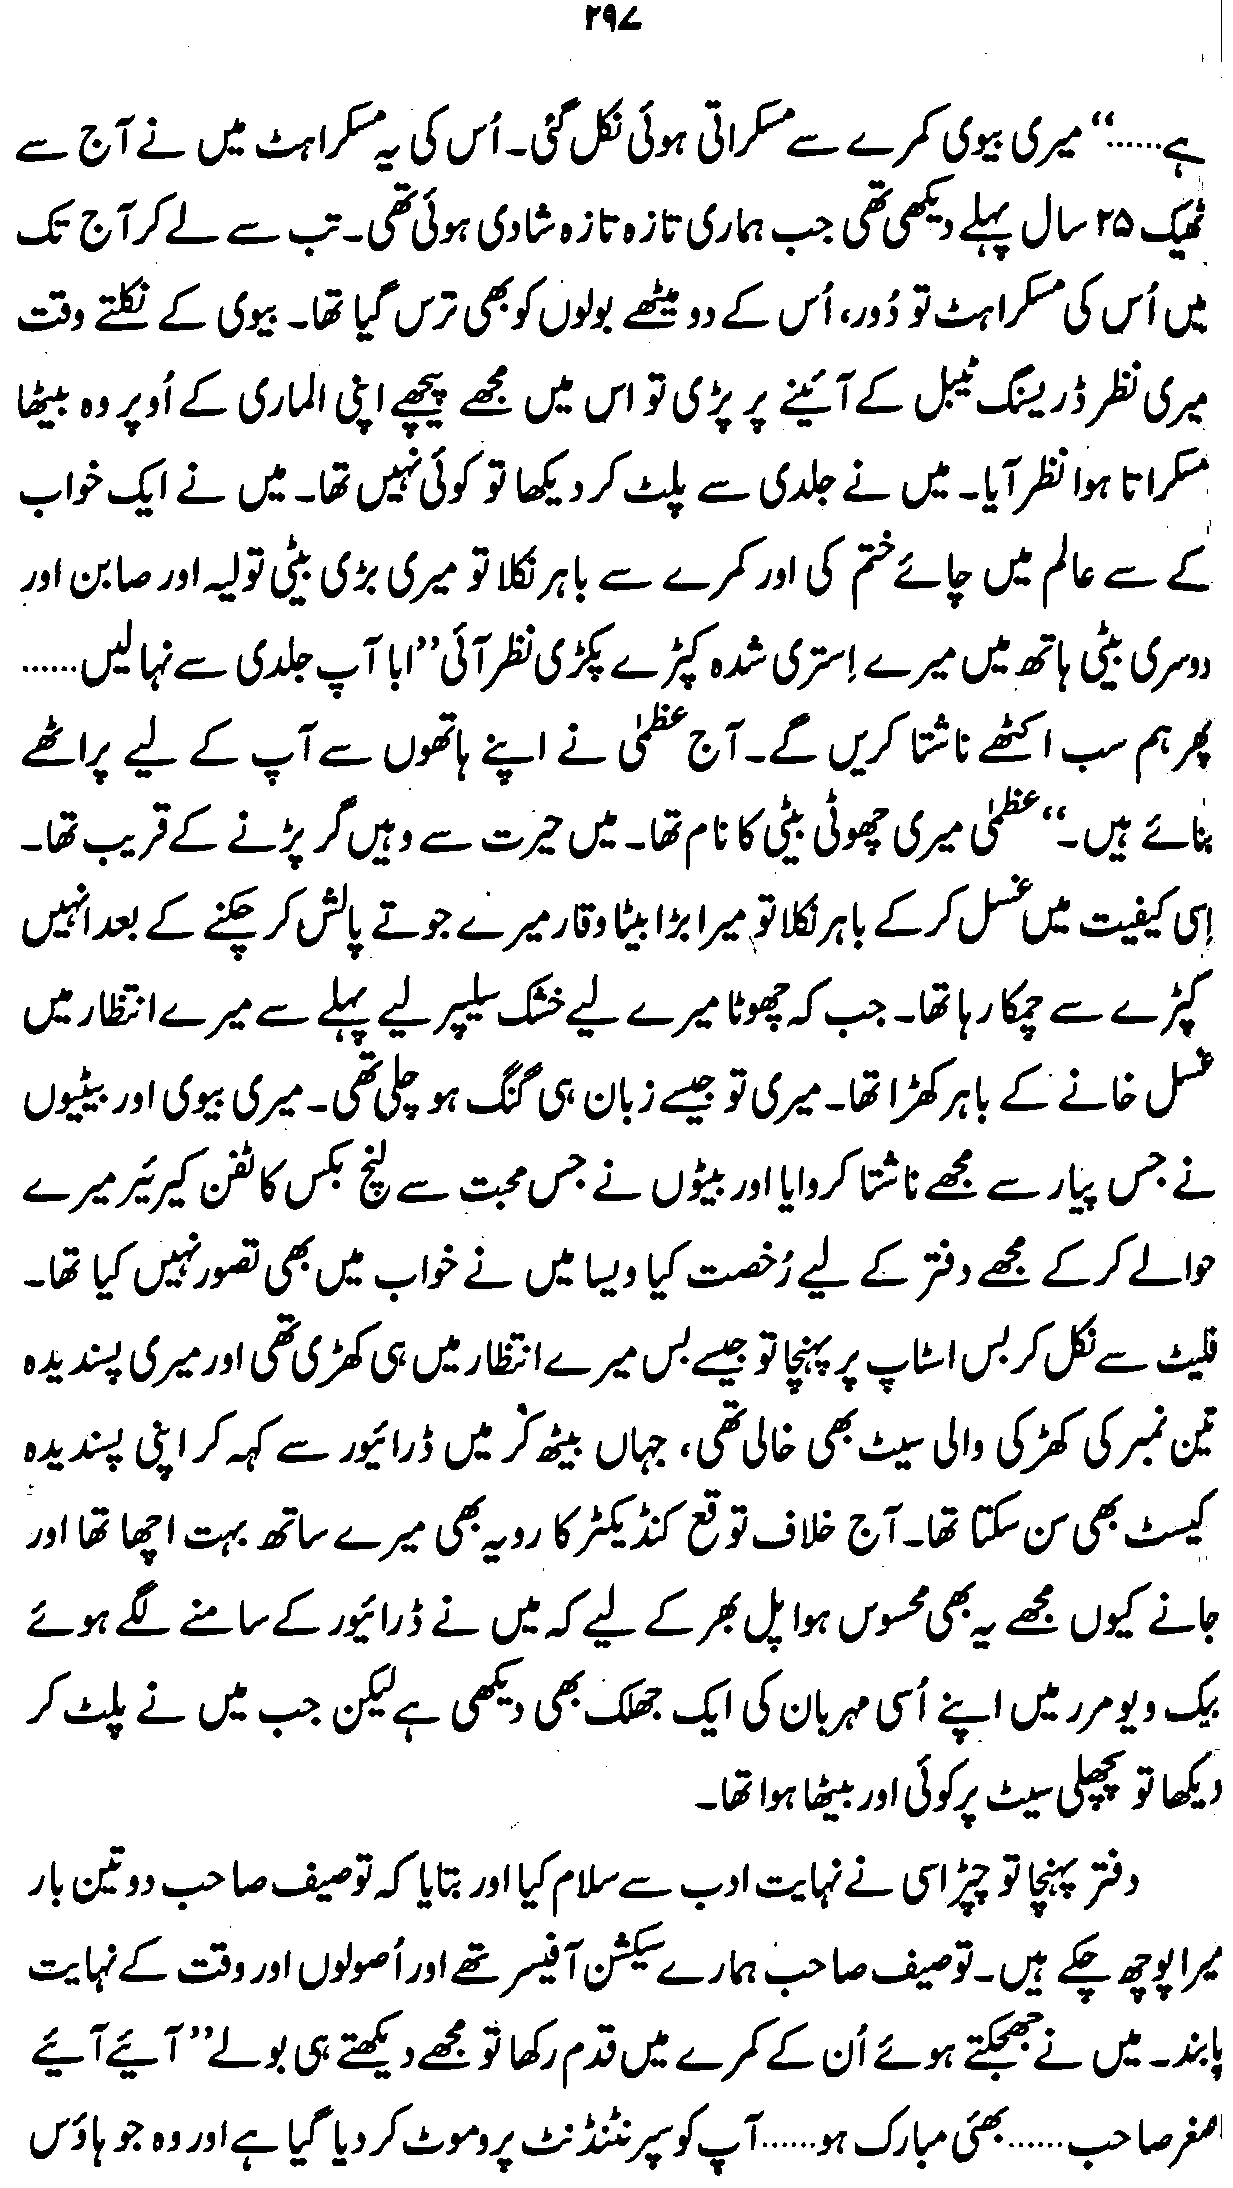 ۲۹۷
ہے......“ میری بیوی کمرے سے مسکراتی ہوئی نکل گئی۔ اُس کی یہ مسکراہٹ میں نے آج سے
ٹھیک ۲۵ سال پہلے دیکھی تھی جب ہماری تازہ تازہ شادی ہوئی تھی۔ تب سے لے کر آج تک
میں اُس کی مسکراہٹ تو دُور، اُس کے دو میٹھے بولوں کو بھی ترس گیا تھا۔ بیوی کے نکلتے وقت
میری نظر ڈریسنگ ٹیبل کے آئینے پر پڑی تو اس میں مجھے پیچھے اپنی الماری کے اُوپر وہ بیٹھا
مسکراتا ہوا نظر آیا۔ میں نے جلدی سے پلٹ کر دیکھا تو کوئی نہیں تھا۔ میں نے ایک خواب
کے سے عالم میں چائے ختم کی اور کمرے سے باہر نکلا تو میری بڑی بیٹی تولیہ اور صابن اور
دوسری بیٹی ہاتھ میں میرے اِستری شدہ کپڑے پکڑی نظر آئی ”ابا آپ جلدی سے نہا لیں......
پھر ہم سب اکٹھے ناشتا کریں گے۔ آج عظمٰی نے اپنے ہاتھوں سے آپ کے لیے پراٹھے
بنائے ہیں۔“ عظمٰی میری چھوٹی بیٹی کا نام تھا۔ میں حیرت سے وہیں گر پڑنے کے قریب تھا۔
اِسی کیفیت میں غسل کر کے باہر نکلا تو میرا بڑا بیٹا وقار میرے جوتے پالش کر چکنے کے بعد انہیں
کپڑے سے چمکا رہا تھا۔ جب کہ چھوٹا میرے لیے خشک سلیپر لیے پہلے سے میرے انتظار میں
غسل خانے کے باہر کھڑا تھا۔ میری تو جیسے زبان ہی گنگ ہو چلی تھی۔ میری بیوی اور بیٹیوں
نے جس پیار سے مجھے ناشتا کروایا اور بیٹوں نے جس محبت سے لنچ بکس کا ٹفن کیریئر میرے
حوالے کر کے مجھے دفتر کے لیے رُخصت کیا ویسا میں نے خواب میں بھی تصور نہیں کیا تھا۔
فلیٹ سے نکل کر بس اسٹاپ پر پہنچا تو جیسے بس میرے انتظار میں ہی کھڑی تھی اور میری پسندیدہ
تین نمبر کی کھڑکی والی سیٹ بھی خالی تھی، جہاں بیٹھ کر میں ڈرائیور سے کہہ کر اپنی پسندیدہ
کیسٹ بھی سن سکتا تھا۔ آج خلاف توقع کنڈیکٹر کا رویہ بھی میرے ساتھ بہت اچھا تھا اور
جانے کیوں مجھے یہ بھی محسوس ہوا پل بھر کے لیے کہ میں نے ڈرائیور کے سامنے لگے ہوئے
بیک ویو مرر میں اپنے اُسی مہربان کی ایک جھلک بھی دیکھی ہے لیکن جب میں نے پلٹ کر
دیکھا تو پچھلی سیٹ پر کوئی اور بیٹھا ہوا تھا۔
دفتر پہنچا تو چپڑاسی نے نہایت ادب سے سلام کیا اور بتایا کہ توصیف صاحب دو تین بار
میرا پوچھ چکے ہیں۔ توصیف صاحب ہمارے سیکشن آفیسر تھے اور اُصولوں اور وقت کے نہایت
پابند۔ میں نے جھجکتے ہوئے اُن کے کمرے میں قدم رکھا تو مجھے دیکھتے ہی بولے ”آیئے آیئے
اصغر صاحب...... بھئی مبارک ہو...... آپ کو سپرنٹنڈنٹ پروموٹ کر دیا گیا ہے اور وہ جو ہاؤس